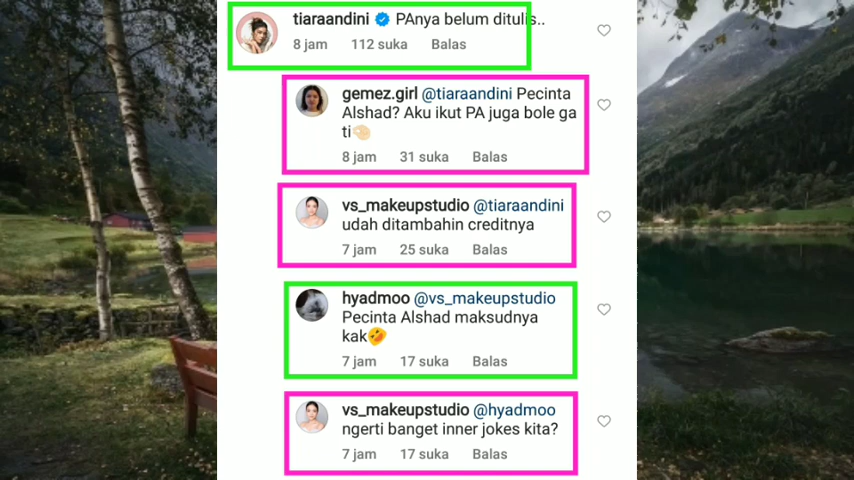 tiaraandini PAnya belum ditulis..
8 jam 112 suka Balas
gemez.girl @tiaraandini Pecinta
Alshad? Aku ikut PA juga bole ga
ti🤏🏻
8 jam 31 suka Balas
vs_makeupstudio @tiaraandini
udah ditambahin creditnya
7 jam 25 suka Balas
hyadmoo @vs_makeupstudio
Pecinta Alshad maksudnya
kak
7 jam 17 suka Balas
vs_makeupstudio @hyadmoo
ngerti banget inner jokes kita?
7 jam 17 suka Balas